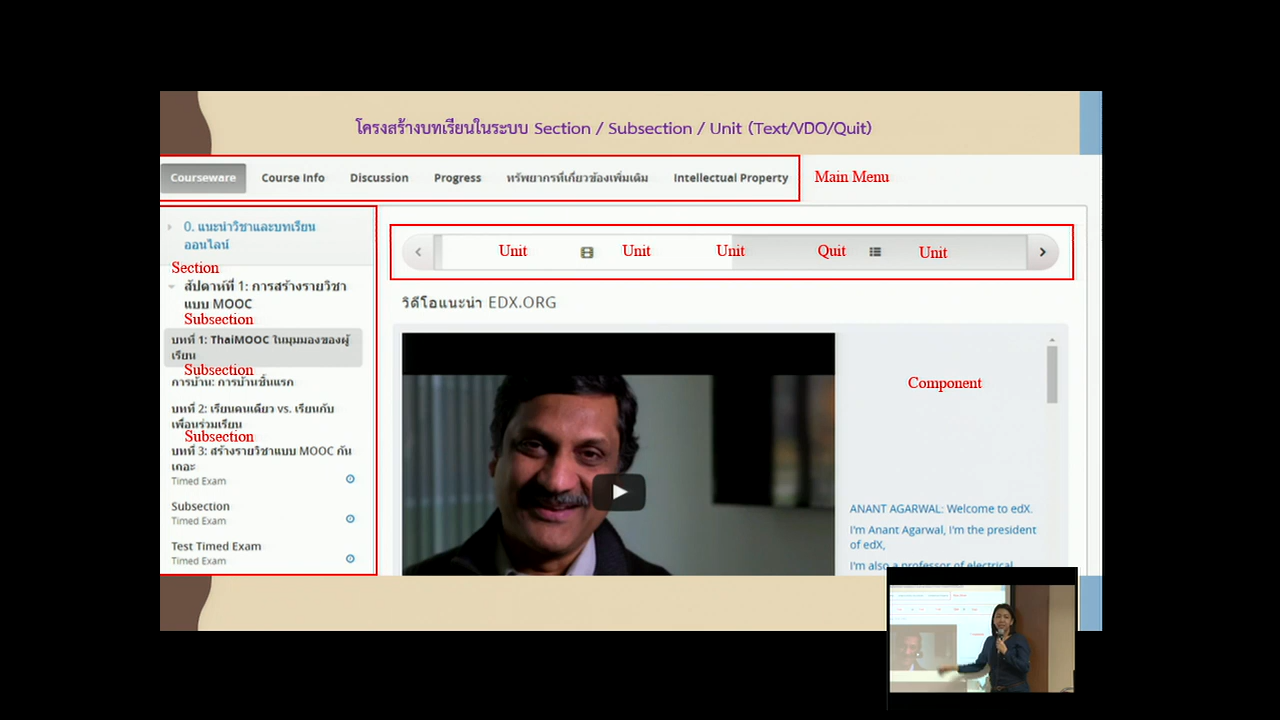 โครงสร้างบทเรียนในระบบ Section / Subsection / Unit (Text/VDO/Quit)
Courseware Course Info Discussion Progress ทรัพยากรที่เกี่ยวข้องเพิ่มเติม Intellectual Property Main Menu
0. แนะนำวิชาและบทเรียน
ออนไลน์
Section
สัปดาห์ที่ 1: การสร้างรายวิชา
แบบ MOOC
Subsection
บทที่ 1: ThaiMOOC ในมุมมองของผู้
เรียน
Subsection
การบ้าน: การบ้านชิ้นแรก
บทที่ 2: เรียนคนเดียว vs. เรียนกับ
เพื่อนร่วมเรียน
Subsection
บทที่ 3: สร้างรายวิชาแบบ MOOC กัน
เถอะ
Timed Exam
Subsection
Timed Exam
Test Timed Exam
Timed Exam
Unit Unit Unit Quit Unit
วิดีโอแนะนำ EDX.ORG
Component
ANANT AGARWAL: Welcome to edX.
I'm Anant Agarwal, I'm the president
of edX,
I'm also a professor of electrical